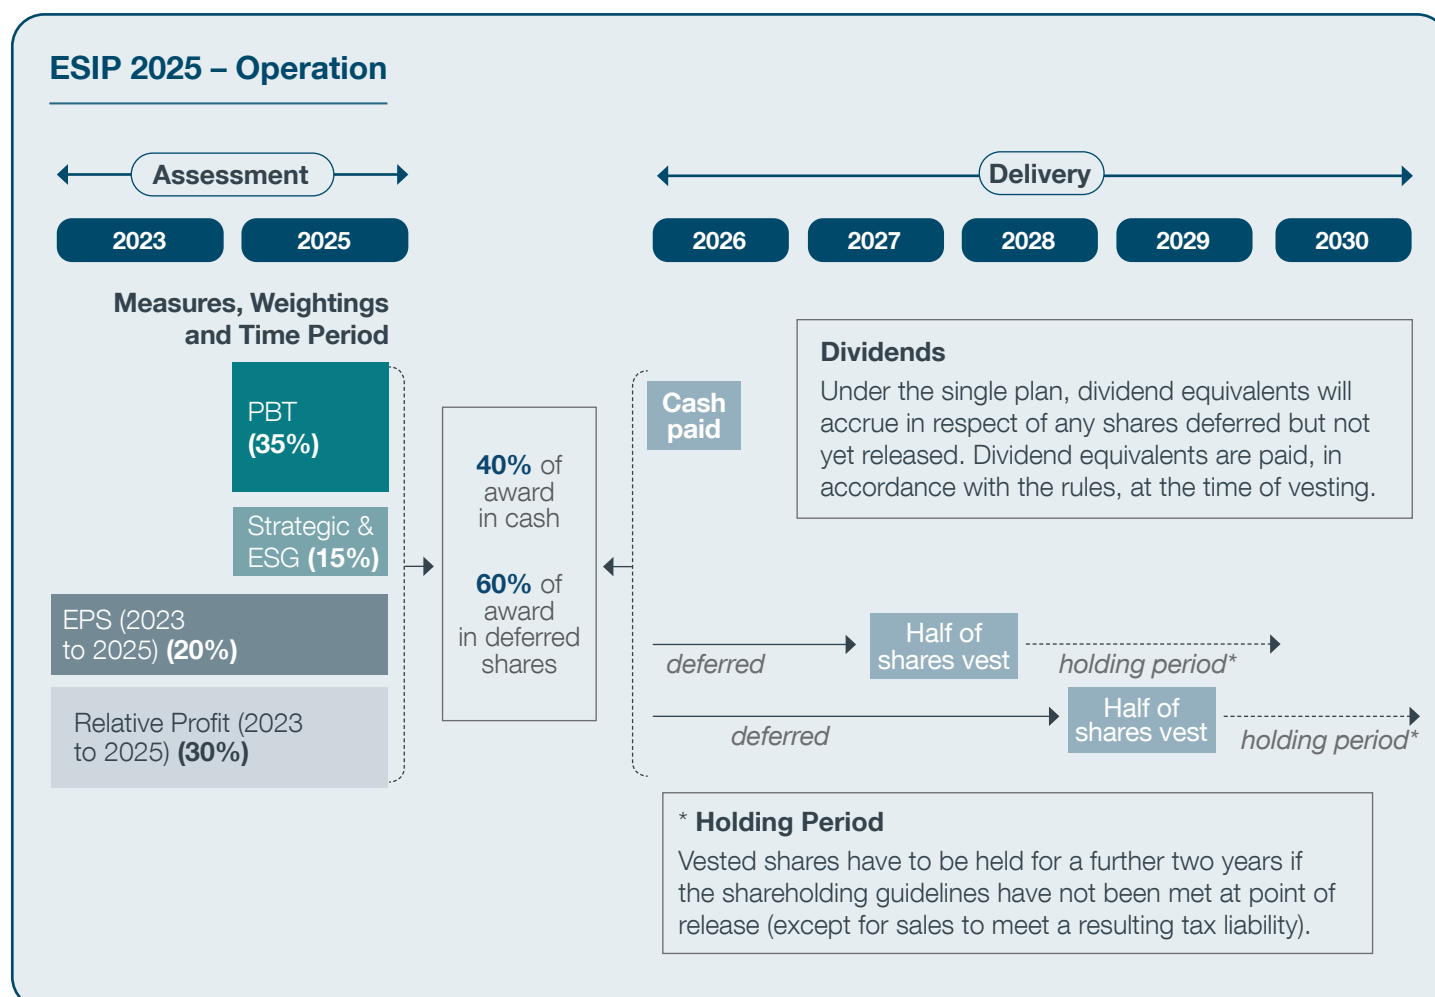 ESIP 2025 – Operation
Assessment
Delivery
2023
2025
2026
2027
2028
2029
2030
Measures, Weightings
and Time Period
PBT
(35%)
Strategic &
ESG (15%)
EPS (2023
to 2025) (20%)
Relative Profit (2023
to 2025) (30%)
40% of
award
in cash
60% of
award
in deferred
shares
Cash
paid
Dividends
Under the single plan, dividend equivalents will
accrue in respect of any shares deferred but not
yet released. Dividend equivalents are paid, in
accordance with the rules, at the time of vesting.
deferred
Half of
shares vest
holding period*
deferred
Half of
shares vest
holding period*
* Holding Period
Vested shares have to be held for a further two years if
the shareholding guidelines have not been met at point of
release (except for sales to meet a resulting tax liability).